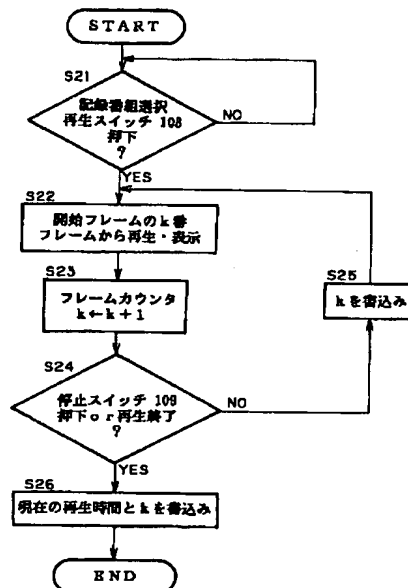 START
S21
記録番組選択
再生スイッチ 108
押下
?
NO
YES
S22
開始フレームのk番
フレームから再生・表示
S23
フレームカウンタ
k←k+1
S25
kを書込み
S24
停止スイッチ 109
押下or再生終了
?
NO
YES
S26
現在の再生時間とkを書込み
END